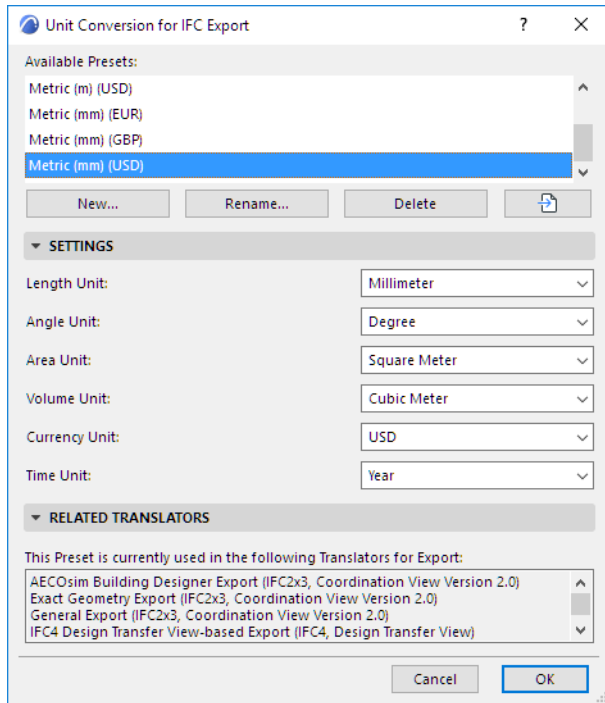 Unit Conversion for IFC Export
?
Available Presets:
Metric (m) (USD)
Metric (mm) (EUR)
Metric (mm) (GBP)
Metric (mm) (USD)
New...
Rename...
Delete
SETTINGS
Length Unit:
Millimeter
Angle Unit:
Degree
Area Unit:
Square Meter
Volume Unit:
Cubic Meter
Currency Unit:
USD
Time Unit:
Year
RELATED TRANSLATORS
This Preset is currently used in the following Translators for Export:
AECOsim Building Designer Export (IFC2x3, Coordination View Version 2.0)
Exact Geometry Export (IFC2x3, Coordination View Version 2.0)
General Export (IFC2x3, Coordination View Version 2.0)
IFC4 Design Transfer View-based Export (IFC4, Design Transfer View)
Cancel
OK